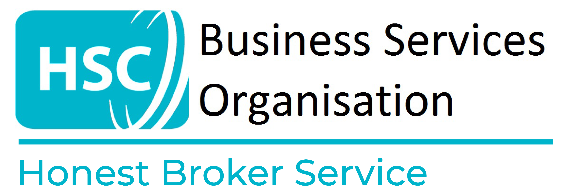 HSC
Business Services
Organisation
Honest Broker Service